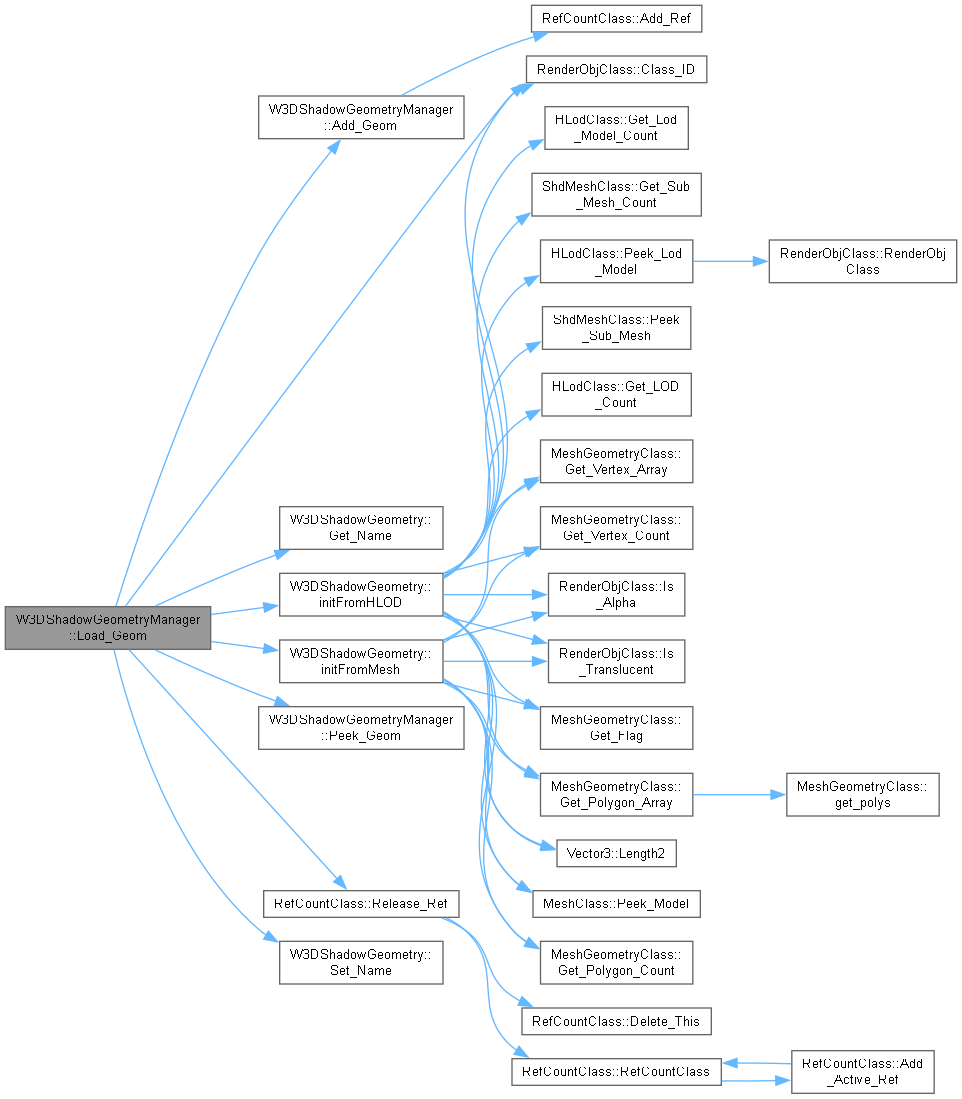 RefCountClass::Add_Ref
RenderObjClass::Class_ID
W3DShadowGeometryManager
::Add_Geom
HLodClass::Get_Lod
_Model_Count
ShdMeshClass::Get_Sub
_Mesh_Count
HLodClass::Peek_Lod
_Model
RenderObjClass::RenderObj
Class
ShdMeshClass::Peek
_Sub_Mesh
HLodClass::Get_LOD
_Count
MeshGeometryClass::
Get_Vertex_Array
W3DShadowGeometry::
Get_Name
MeshGeometryClass::
Get_Vertex_Count
W3DShadowGeometry::
initFromHLOD
RenderObjClass::Is
_Alpha
W3DShadowGeometryManager
::Load_Geom
W3DShadowGeometry::
initFromMesh
RenderObjClass::Is
_Translucent
W3DShadowGeometryManager
::Peek_Geom
MeshGeometryClass::
Get_Flag
MeshGeometryClass::
Get_Polygon_Array
MeshGeometryClass::
get_polys
Vector3::Length2
RefCountClass::Release_Ref
MeshClass::Peek_Model
W3DShadowGeometry::
Set_Name
MeshGeometryClass::
Get_Polygon_Count
RefCountClass::Delete_This
RefCountClass::RefCountClass
RefCountClass::Add
_Active_Ref